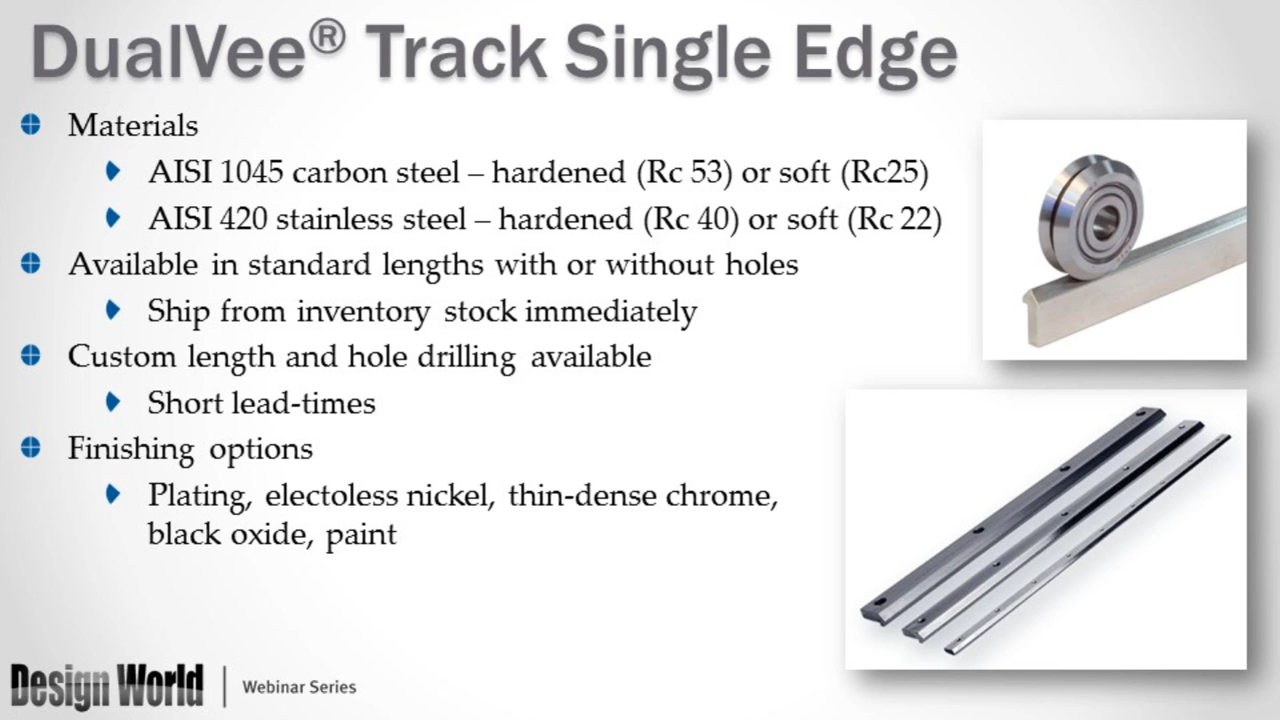 DualVee® Track Single Edge
Materials
AISI 1045 carbon steel – hardened (Rc 53) or soft (Rc25)
AISI 420 stainless steel – hardened (Rc 40) or soft (Rc 22)
Available in standard lengths with or without holes
Ship from inventory stock immediately
Custom length and hole drilling available
Short lead-times
Finishing options
Plating, electoless nickel, thin-dense chrome,
black oxide, paint
Design World | Webinar Series